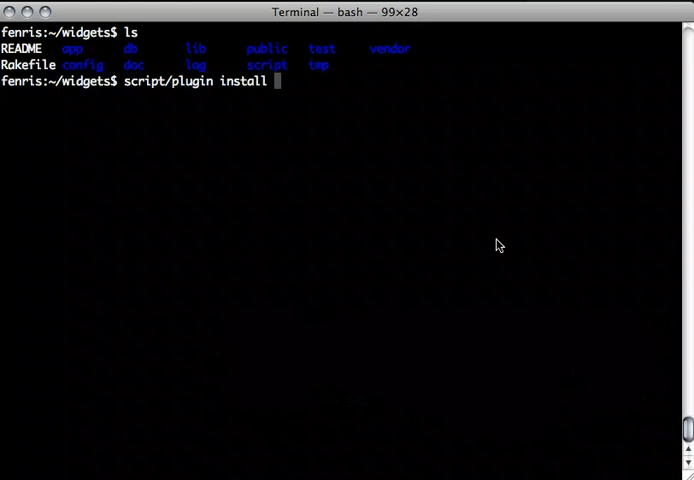 Terminal — bash — 99×28
fenris:~/widgets$ ls
README app db lib public test vendor
Rakefile config doc log script tmp
fenris:~/widgets$ script/plugin install